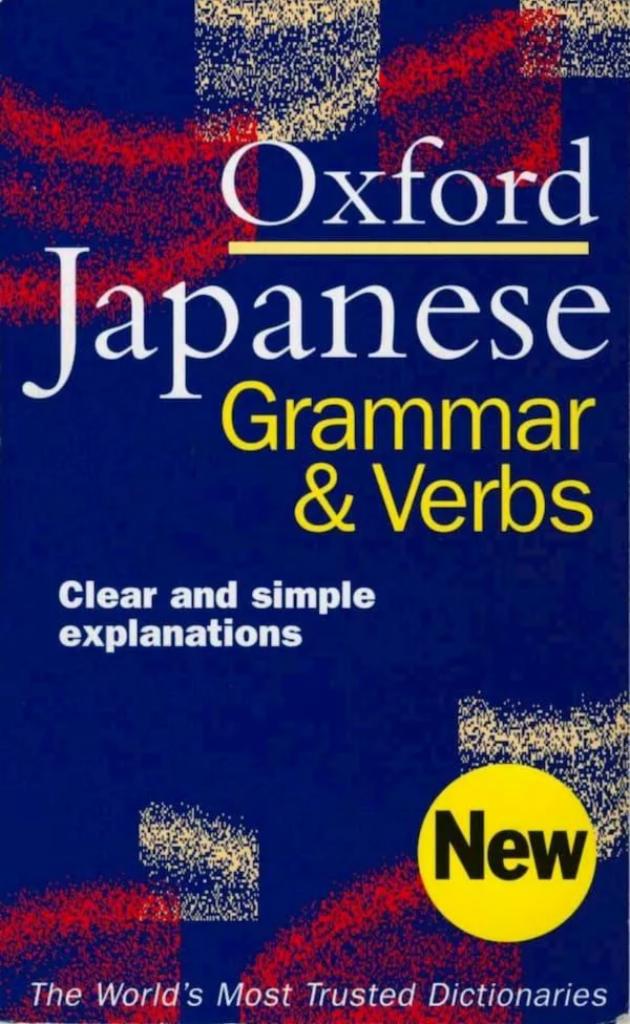 Oxford
Japanese
Grammar
& Verbs
Clear and simple
explanations
New
The World's Most Trusted Dictionaries